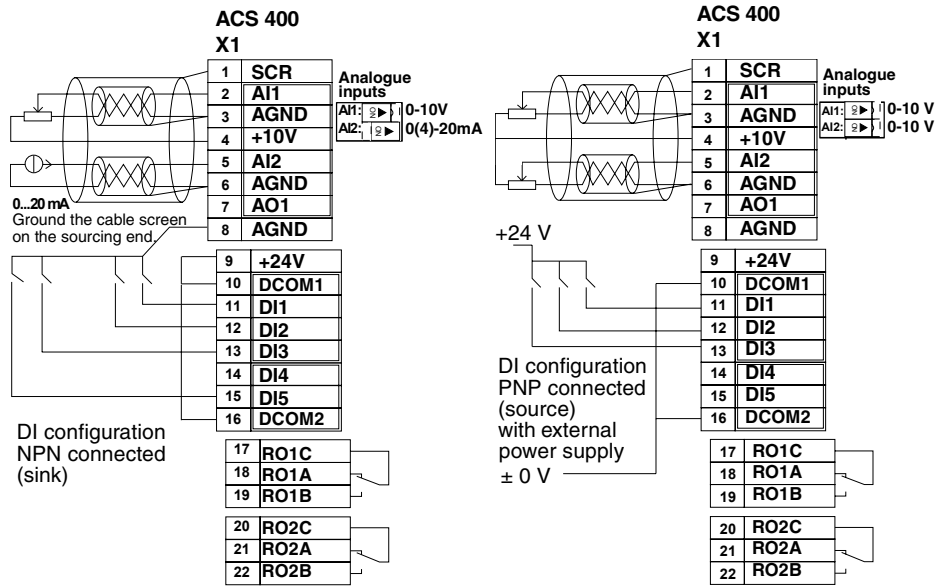 ACS 400
X1
1 SCR
2 AI1
3 AGND
4 +10V
5 AI2
6 AGND
7 AO1
8 AGND
Analogue
inputs
AI1: ON 0-10V
AI2: ON 0(4)-20mA
0...20 mA
Ground the cable screen
on the sourcing end.
9 +24V
10 DCOM1
11 DI1
12 DI2
13 DI3
14 DI4
15 DI5
16 DCOM2
DI configuration
NPN connected
(sink)
17 RO1C
18 RO1A
19 RO1B
20 RO2C
21 RO2A
22 RO2B
ACS 400
X1
1 SCR
2 AI1
3 AGND
4 +10V
5 AI2
6 AGND
7 AO1
8 AGND
Analogue
inputs
AI1: ON 0-10 V
AI2: ON 0-10 V
+24 V
9 +24V
10 DCOM1
11 DI1
12 DI2
13 DI3
14 DI4
15 DI5
16 DCOM2
DI configuration
PNP connected
(source)
with external
power supply
± 0 V
17 RO1C
18 RO1A
19 RO1B
20 RO2C
21 RO2A
22 RO2B